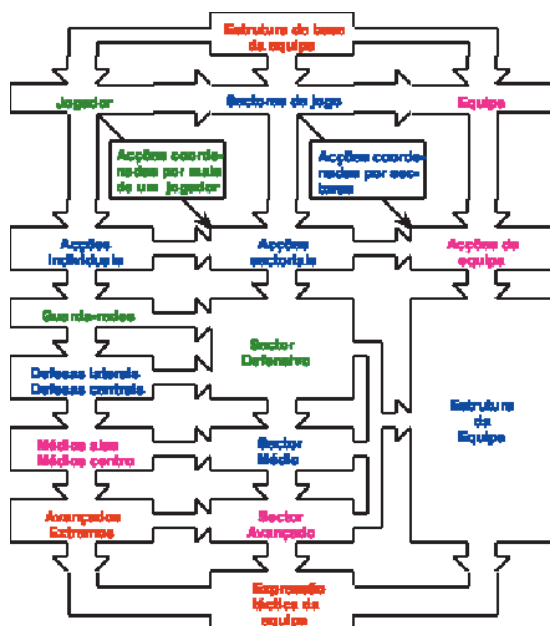 Estrutura de base
da equipa
Jogador
Sectores de jogo
Equipa
Acções coorde-
nadas por mais
de um jogador
Acções coorde-
nadas por sec-
tores
Acções
individuais
Acções
sectoriais
Acções de
equipa
Guarda-redes
Sector
Defensivo
Defesas laterais
Defesas centrais
Estrutura
da
Equipa
Médios alas
Médios centro
Sector
Médio
Avançados
Extremos
Sector
Avançado
Expressão
táctica da
equipa